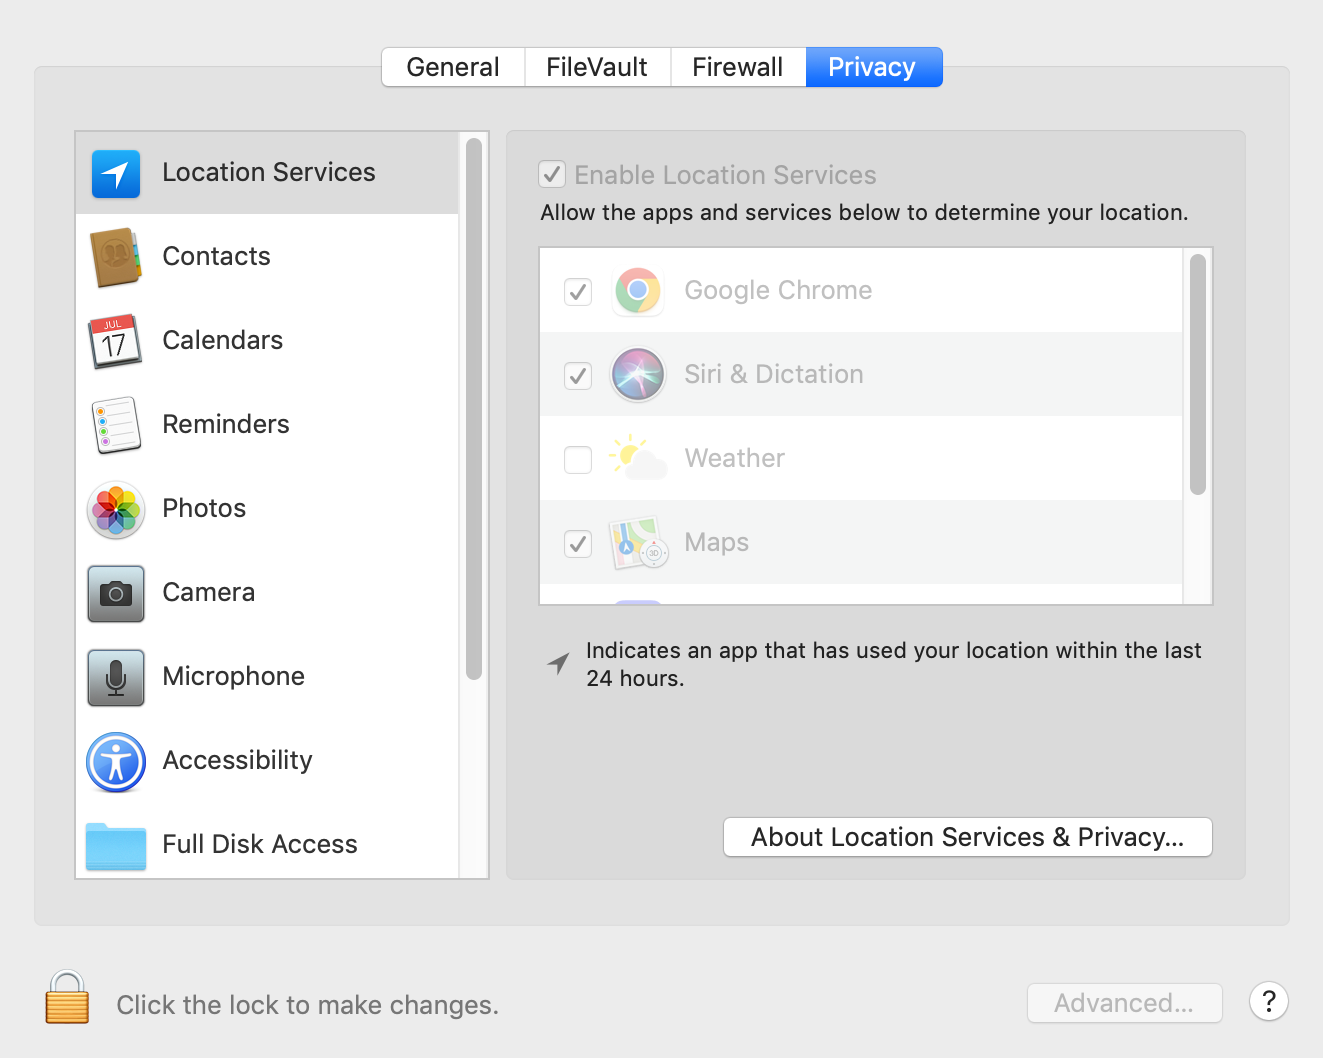 General
FileVault
Firewall
Privacy
Location Services
Contacts
JUL
17
Calendars
Reminders
Photos
Camera
Microphone
Accessibility
Full Disk Access
Enable Location Services
Allow the apps and services below to determine your location.
Google Chrome
Siri & Dictation
Weather
3D
Maps
Indicates an app that has used your location within the last
24 hours.
About Location Services & Privacy...
Click the lock to make changes.
Advanced...
?